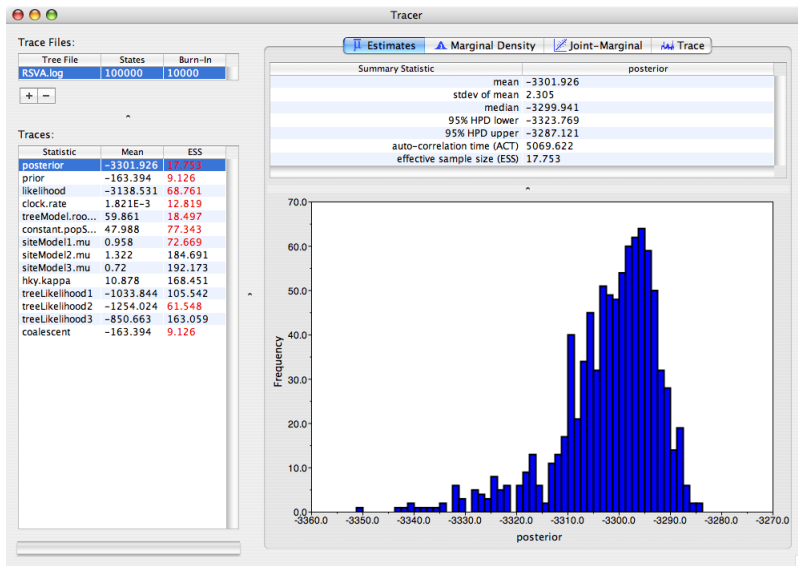 Tracer
Trace Files:
Tree File States Burn-In
RSVA.log 100000 10000
+ −
Traces:
Statistic Mean ESS
posterior -3301.926 17.753
prior -163.394 9.126
likelihood -3138.531 68.761
clock.rate 1.821E-3 12.819
treeModel.roo... 59.861 18.497
constant.popS... 47.988 77.343
siteModel1.mu 0.958 72.669
siteModel2.mu 1.322 184.691
siteModel3.mu 0.72 192.173
hky.kappa 10.878 168.451
treeLikelihood1 -1033.844 105.542
treeLikelihood2 -1254.024 61.548
treeLikelihood3 -850.663 163.059
coalescent -163.394 9.126
Estimates Marginal Density Joint-Marginal Trace
Summary Statistic posterior
mean -3301.926
stdev of mean 2.305
median -3299.941
95% HPD lower -3323.769
95% HPD upper -3287.121
auto-correlation time (ACT) 5069.622
effective sample size (ESS) 17.753
70.0
60.0
50.0
40.0
30.0
20.0
10.0
0.0
Frequency
-3360.0 -3350.0 -3340.0 -3330.0 -3320.0 -3310.0 -3300.0 -3290.0 -3280.0 -3270.0
posterior